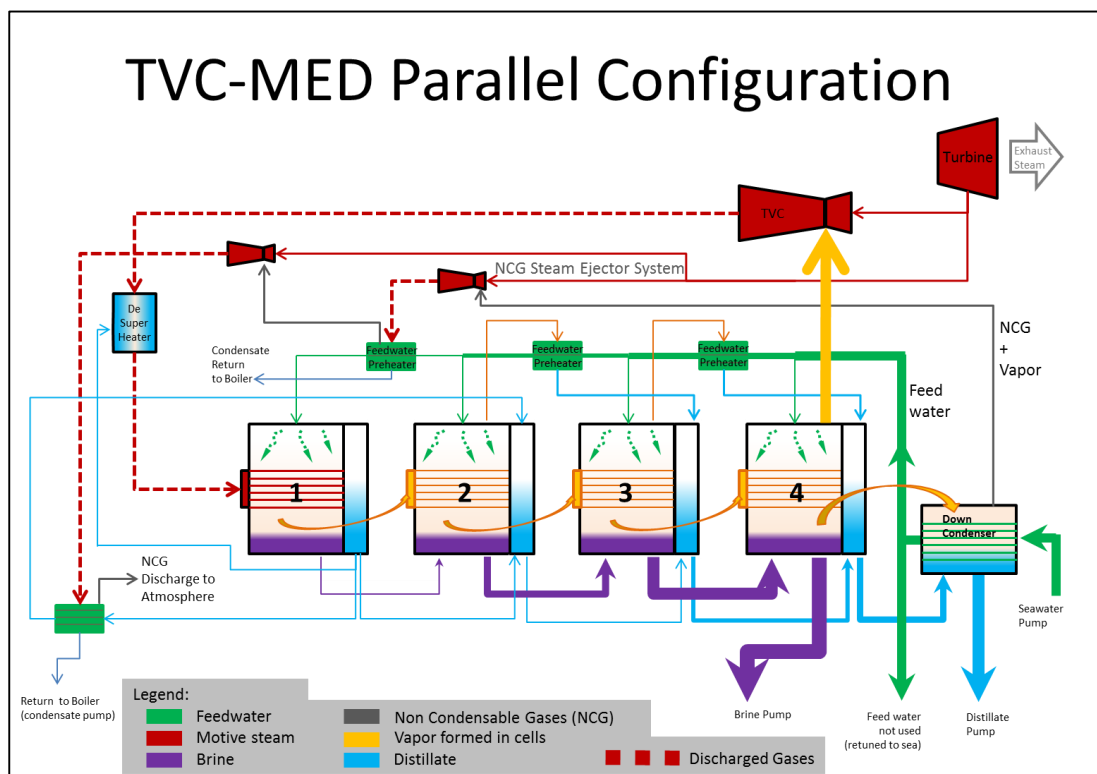 TVC-MED Parallel Configuration
Turbine
Exhaust
Steam
TVC
NCG Steam Ejector System
De
Super
Heater
Condensate
Return
to Boiler
Feedwater
Preheater
Feedwater
Preheater
Feedwater
Preheater
NCG
+
Vapor
Feed
water
1
2
3
4
Down
Condenser
NCG
Discharge to
Atmosphere
Seawater
Pump
Return to Boiler
(condensate pump)
Brine Pump
Feed water
not used
(retuned to sea)
Distillate
Pump
Legend:
Feedwater
Motive steam
Brine
Non Condensable Gases (NCG)
Vapor formed in cells
Distillate
Discharged Gases